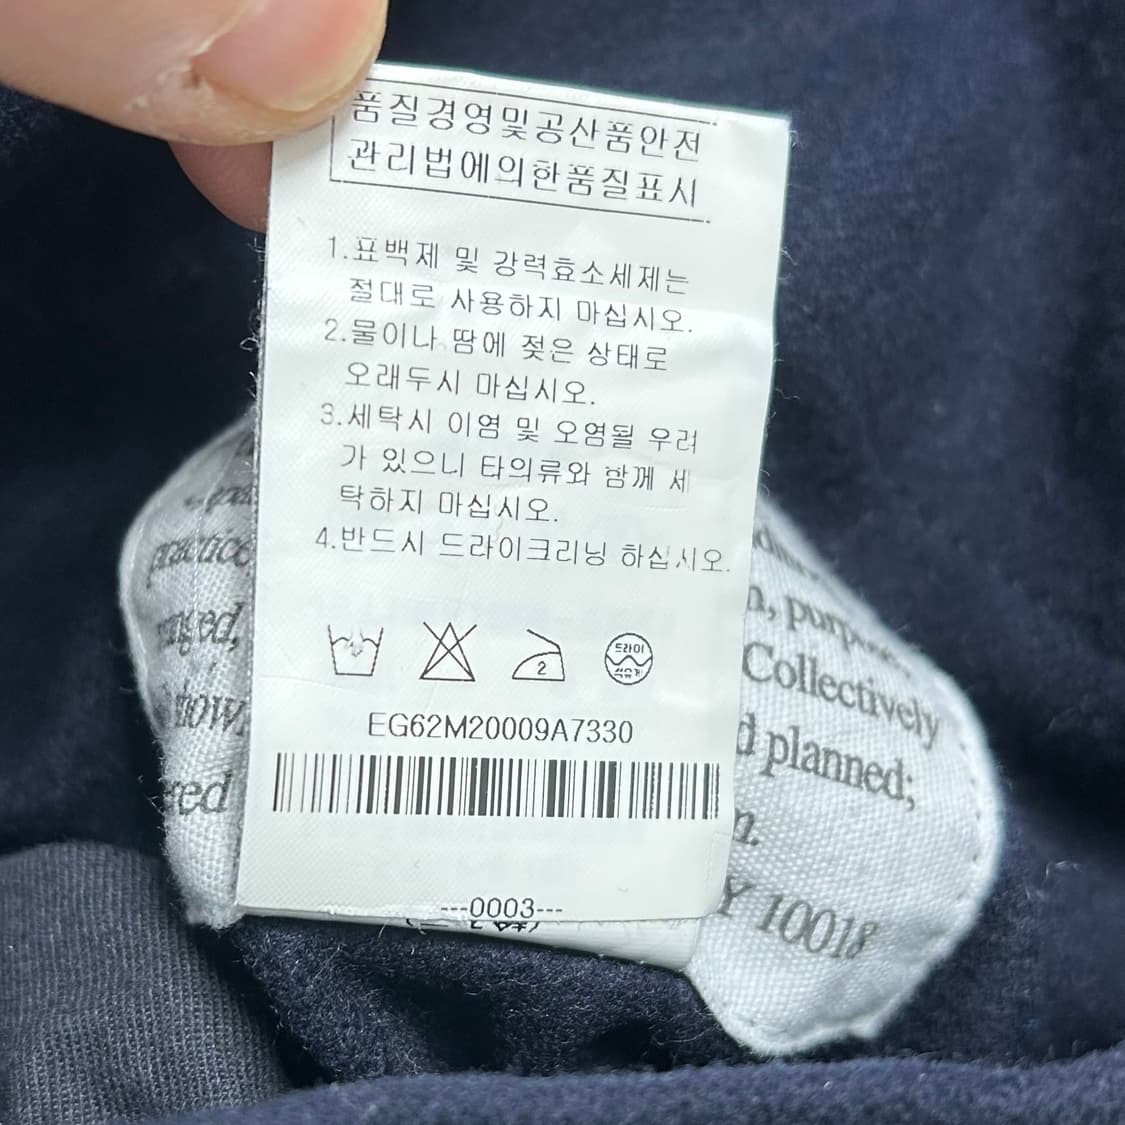 품질경영및공산품안전
관리법에의한품질표시
1.표백제 및 강력효소세제는
절대로 사용하지 마십시오.
2.물이나 땀에 젖은 상태로
오래두시 마십시오.
3.세탁시 이염 및 오염될 우려
가 있으니 타의류와 함께 세
탁하지 마십시오.
4.반드시 드라이크리닝 하십시오.
2
드라이
석유계
EG62M20009A7330
---0003---
Collectively
planned;
Y 10018